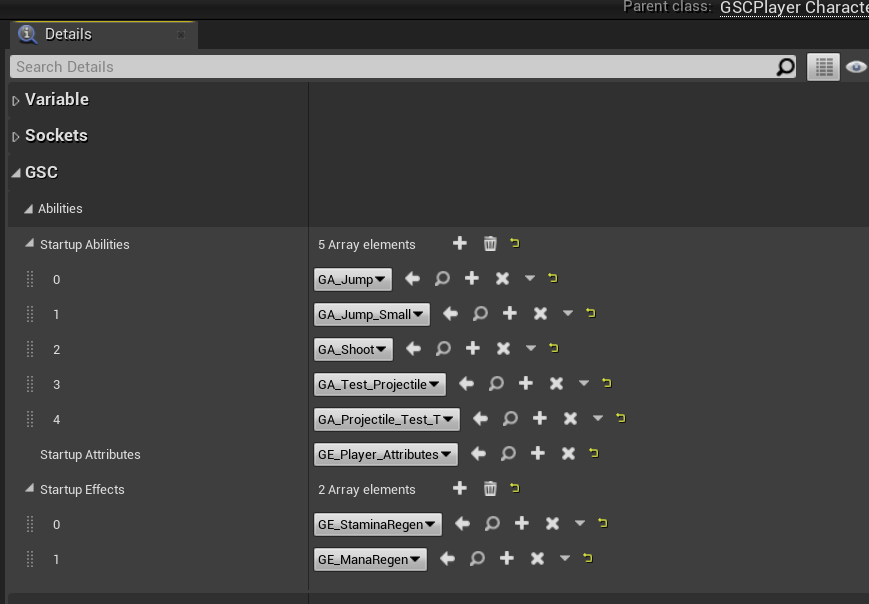 Parent class: GSCPlayer Characte
Details
Search Details
Variable
Sockets
GSC
Abilities
Startup Abilities 5 Array elements
0 GA_Jump
1 GA_Jump_Small
2 GA_Shoot
3 GA_Test_Projectile
4 GA_Projectile_Test_T
Startup Attributes GE_Player_Attributes
Startup Effects 2 Array elements
0 GE_StaminaRegen
1 GE_ManaRegen